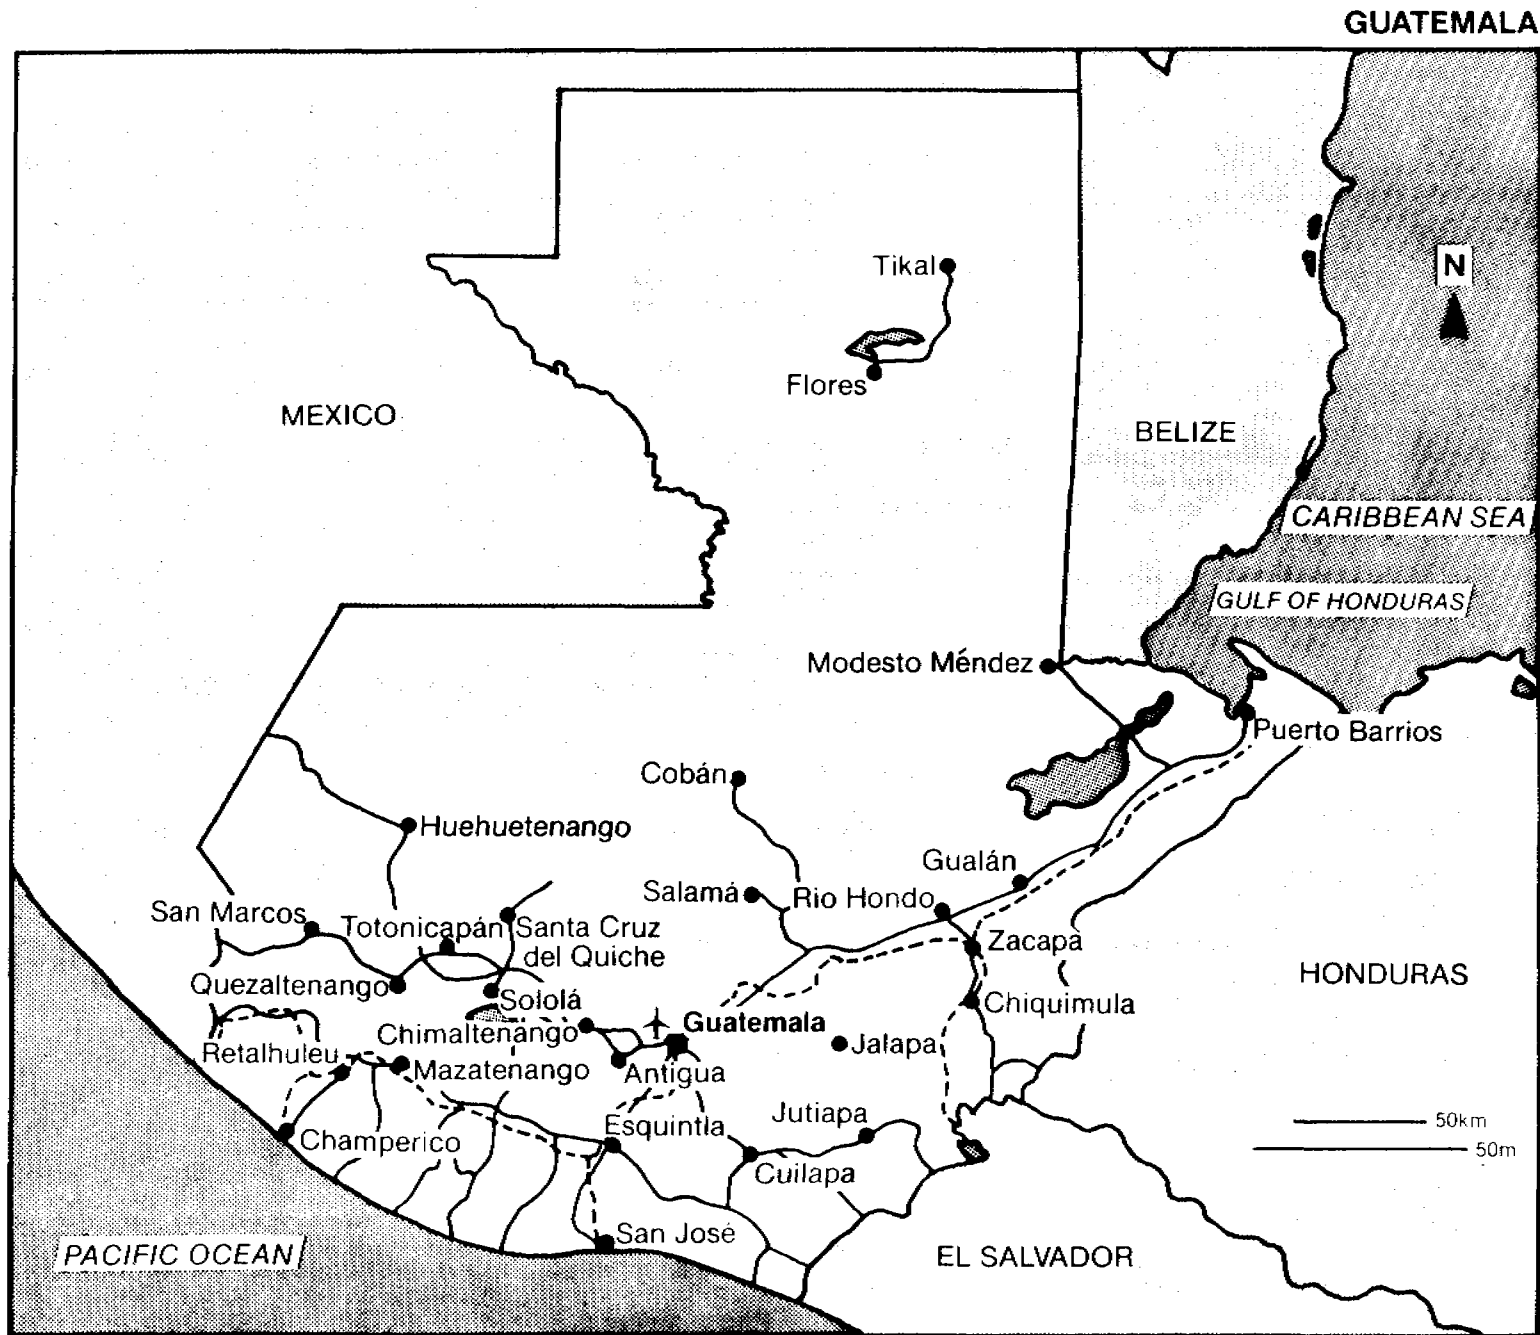 GUATEMALA
Tikal
N
Flores
MEXICO
BELIZE
CARIBBEAN SEA
GULF OF HONDURAS
Modesto Méndez
Puerto Barrios
Cobán
Huehuetenango
Gualán
Salamá
Rio Hondo
San Marcos
Totonicapán
Santa Cruz
del Quiche
Zacapa
HONDURAS
Quezaltenango
Sololá
Chiquimula
Chimaltenango
Guatemala
Jalapa
Retalhuleu
Mazatenango
Antigua
Esquintla
Jutiapa
Champerico
Cuilapa
50km
50m
San José
PACIFIC OCEAN
EL SALVADOR